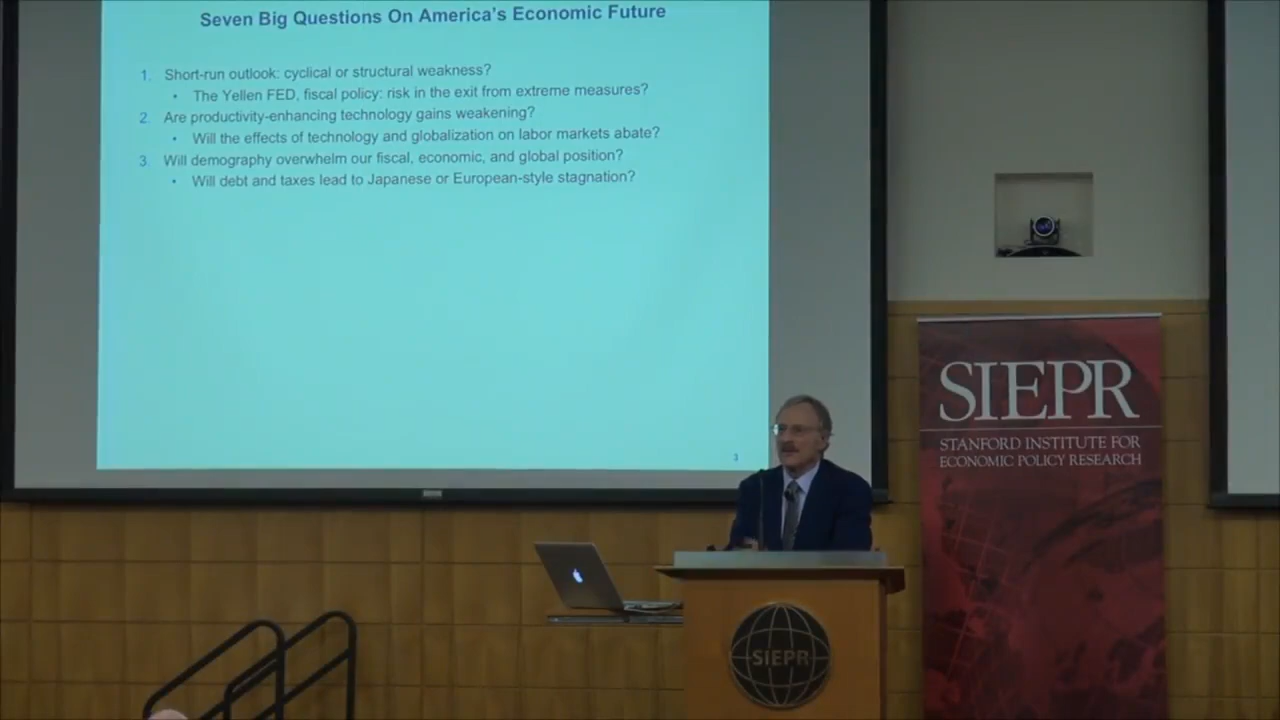 Seven Big Questions On America's Economic Future
1. Short-run outlook: cyclical or structural weakness?
• The Yellen FED, fiscal policy: risk in the exit from extreme measures?
2. Are productivity-enhancing technology gains weakening?
• Will the effects of technology and globalization on labor markets abate?
3. Will demography overwhelm our fiscal, economic, and global position?
• Will debt and taxes lead to Japanese or European-style stagnation?
3
SIEPR
STANFORD INSTITUTE FOR
ECONOMIC POLICY RESEARCH
SIEPR